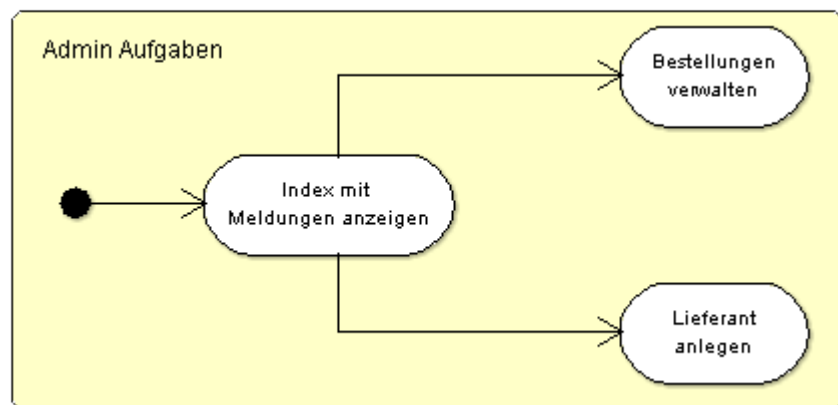 Admin Aufgaben
Bestellungen
verwalten
Index mit
Meldungen anzeigen
Lieferant
anlegen